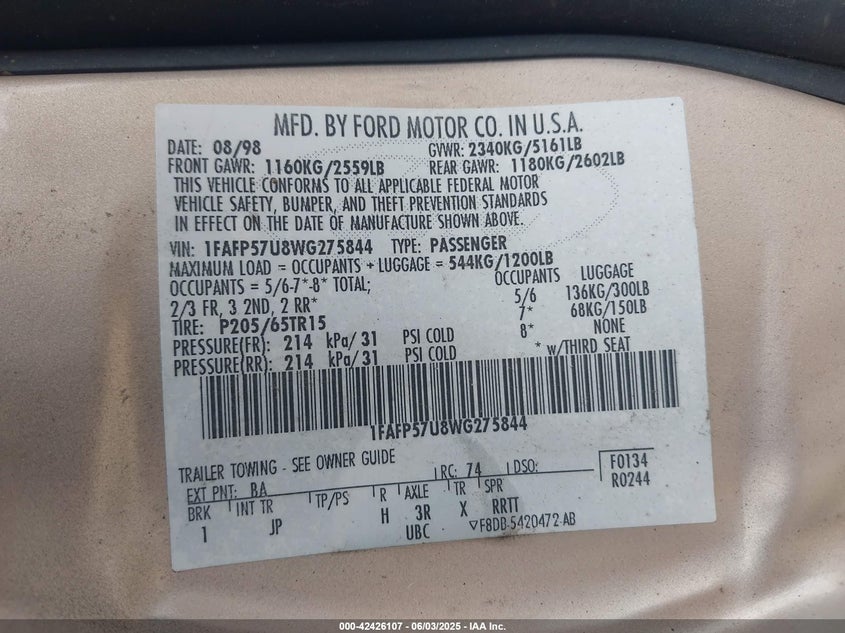 MFD. BY FORD MOTOR CO. IN U.S.A.
DATE: 08/98 GVWR: 2340KG/5161LB
FRONT GAWR: 1160KG/2559LB REAR GAWR: 1180KG/2602LB
THIS VEHICLE CONFORMS TO ALL APPLICABLE FEDERAL MOTOR
VEHICLE SAFETY, BUMPER, AND THEFT PREVENTION STANDARDS
IN EFFECT ON THE DATE OF MANUFACTURE SHOWN ABOVE.
VIN: 1FAFP57U8WG275844 TYPE: PASSENGER
MAXIMUM LOAD = OCCUPANTS + LUGGAGE = 544KG/1200LB
OCCUPANTS = 5/6-7*-8* TOTAL; OCCUPANTS LUGGAGE
2/3 FR, 3 2ND, 2 RR* 5/6 136KG/300LB
TIRE: P205/65TR15 7* 68KG/150LB
PRESSURE(FR): 214 kPa/31 PSI COLD 8* NONE
PRESSURE(RR): 214 kPa/31 PSI COLD * w/THIRD SEAT
1FAFP57U8WG275844
TRAILER TOWING - SEE OWNER GUIDE
EXT PNT: BA RC: 74 DSO: F0134
BRK INT TR TP/PS R AXLE TR SPR R0244
1 JP H 3R X RRTT
UBC ▽F8DB-5420472-AB
000-42426107 - 06/03/2025 - IAA Inc.